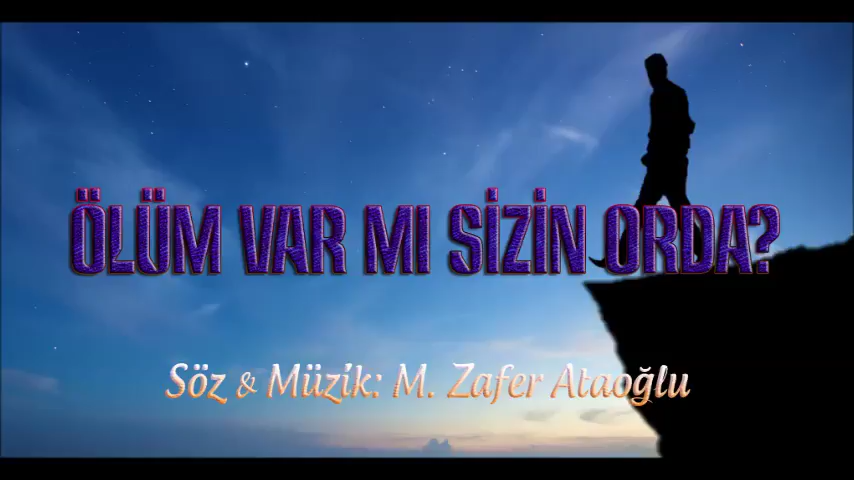 ÖLÜM VAR MI SİZİN ORDA?
Söz & Müzik: M. Zafer Ataoğlu